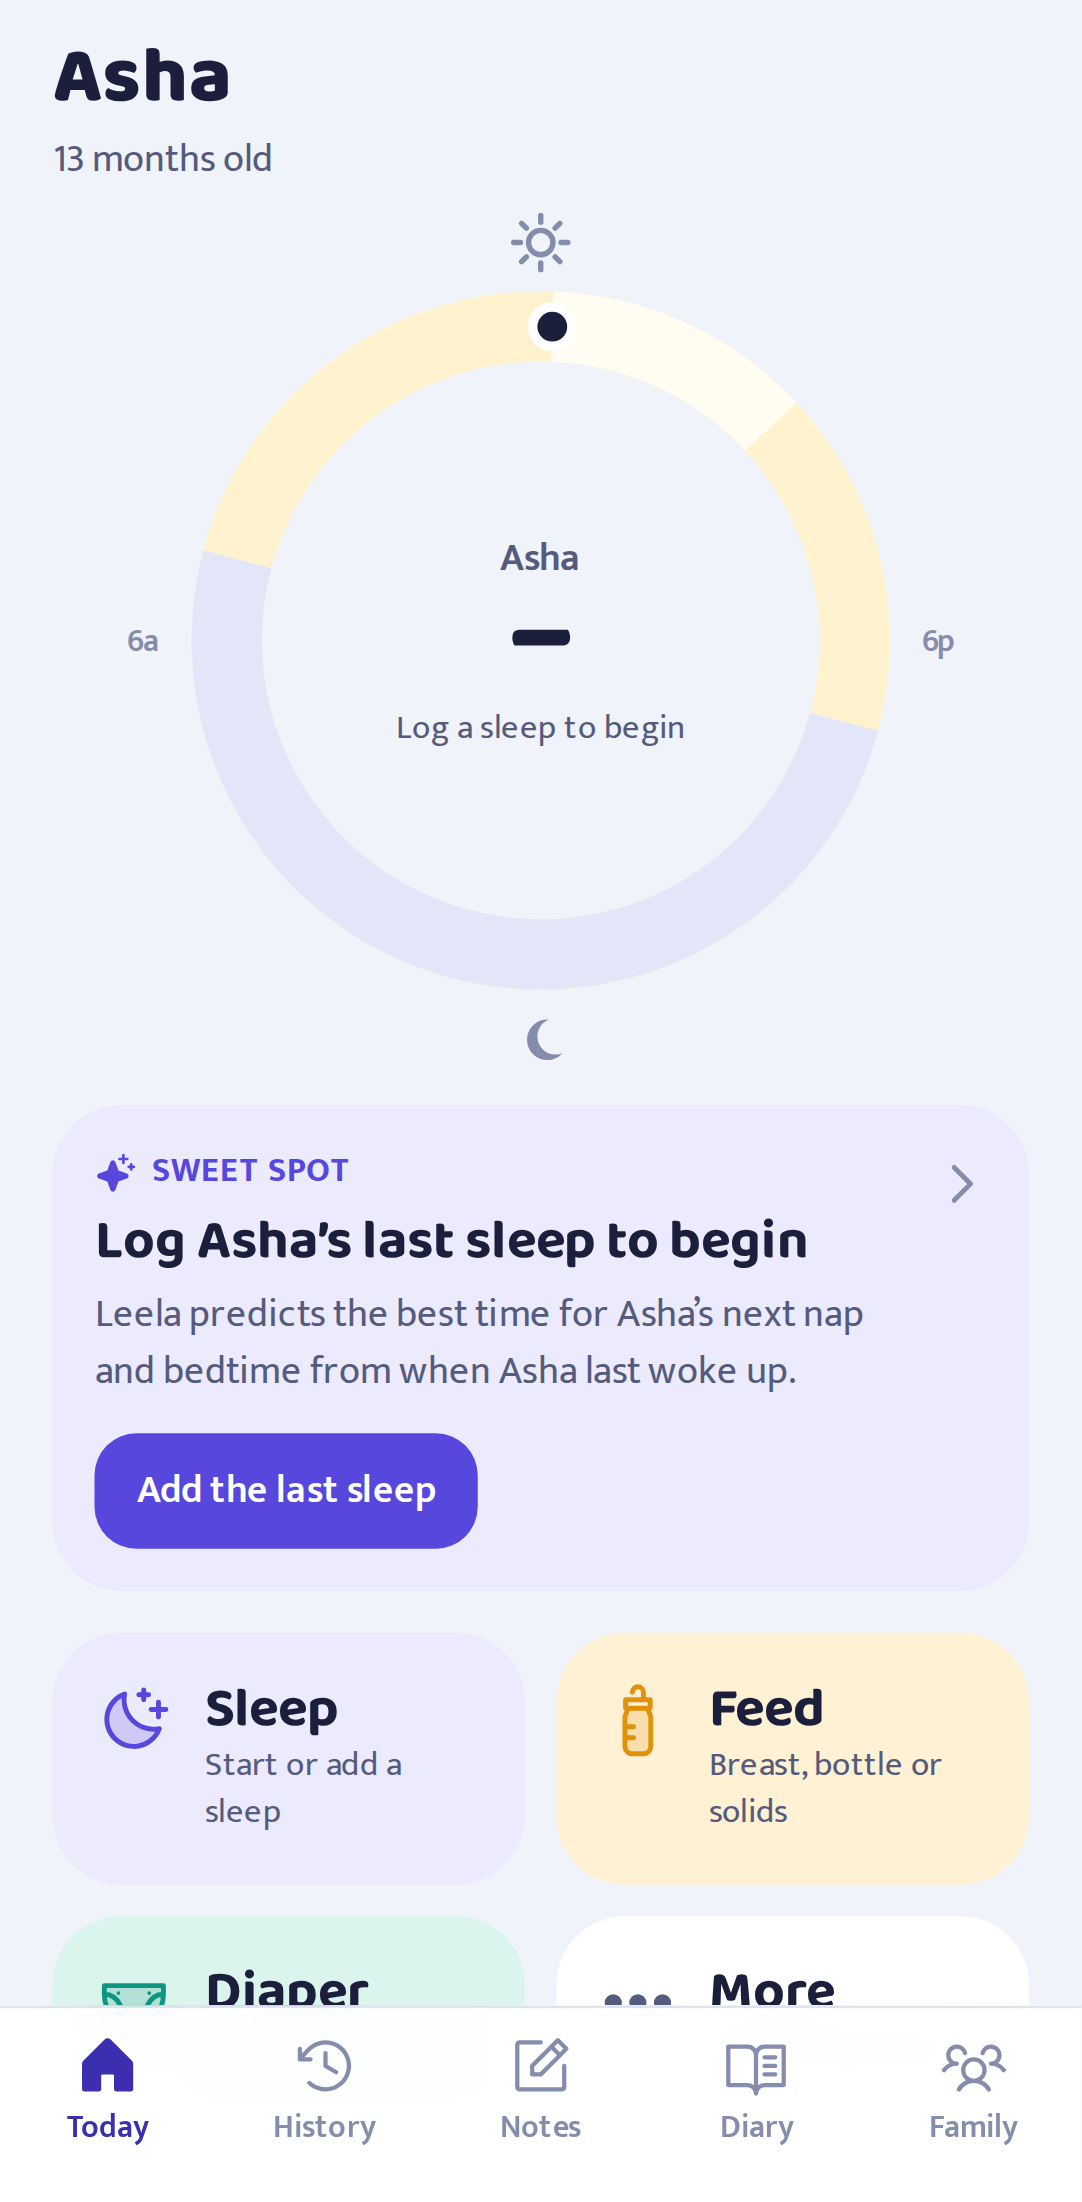 Asha
13 months old
6a
Asha
–
Log a sleep to begin
6p
SWEET SPOT
Log Asha’s last sleep to begin
Leela predicts the best time for Asha’s next nap
and bedtime from when Asha last woke up.
Add the last sleep
Sleep
Start or add a
sleep
Feed
Breast, bottle or
solids
Diaper
More
Today
History
Notes
Diary
Family